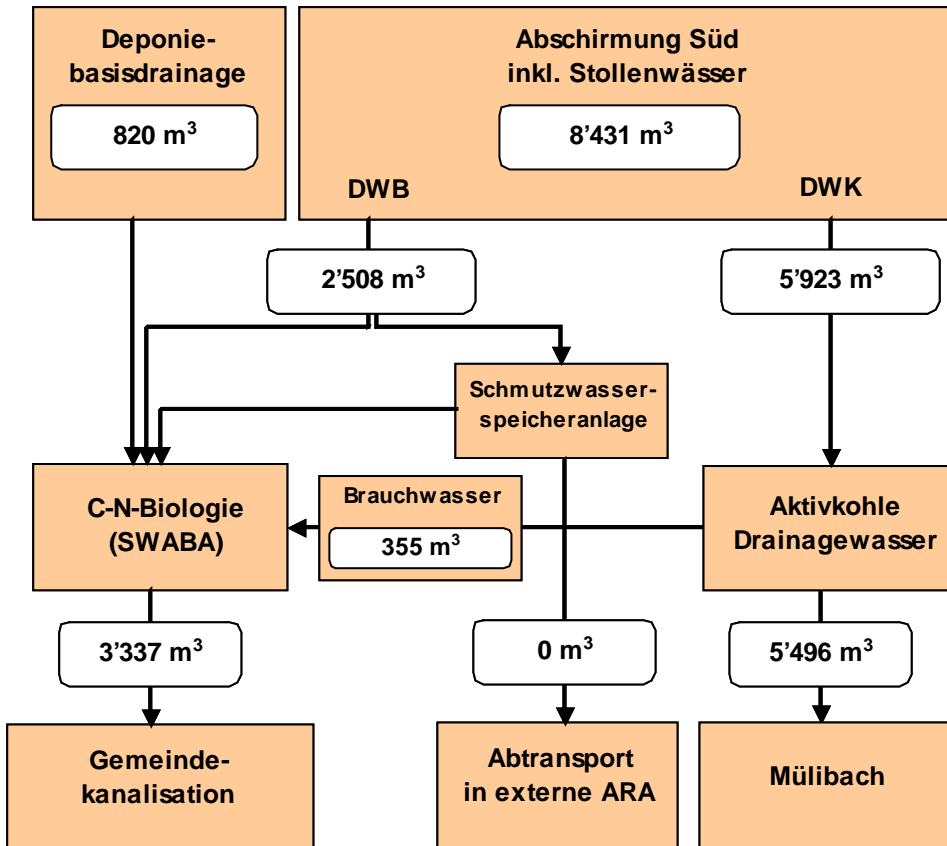 Deponie-
basisdrainage
820 m³
Abschirmung Süd
inkl. Stollenwässer
8’431 m³
DWB
DWK
2’508 m³
5’923 m³
Schmutzwasser-
speicheranlage
C-N-Biologie
(SWABA)
Brauchwasser
355 m³
Aktivkohle
Drainagewasser
3’337 m³
0 m³
5’496 m³
Gemeinde-
kanalisation
Abtransport
in externe ARA
Mülibach